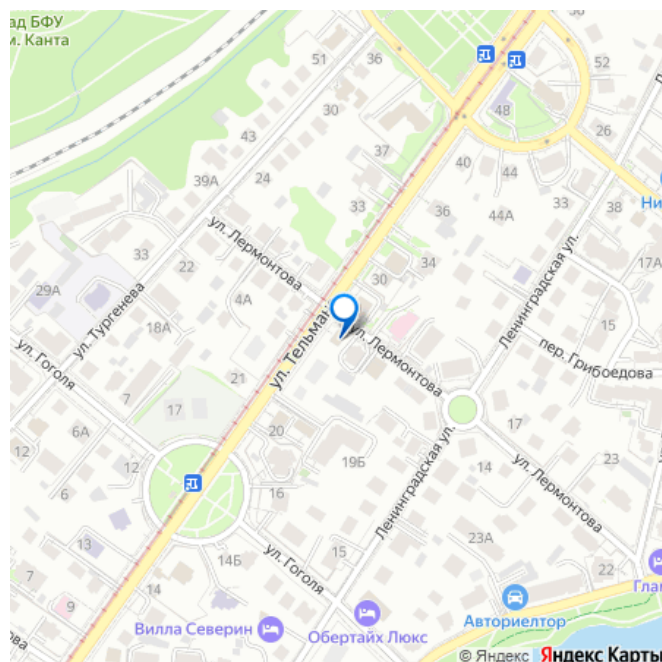 ад БФУ
м. Канта
51
36
52
48
30
43
37
26
40
44
39А
24
38
Ни
33
36
44А
ул. Лермонтова
33
22
34
30
17А
29А
4А
Ленинградская ул.
ул. Тургенева
18А
15
ул. Тельман
ул. Лермонтова
пер. Грибоедова
ул. Гоголя
21
7
17
6А
20
17
12
12
19Б
14
23
6
16
ул. Лермонтова
Ленинградская ул.
13
23А
7
14Б
15
ул. Гоголя
14
22
9
Глам
Авториелтор
Вилла Северин
Обертайх Люкс
ова
© Яндекс Яндекс Карты